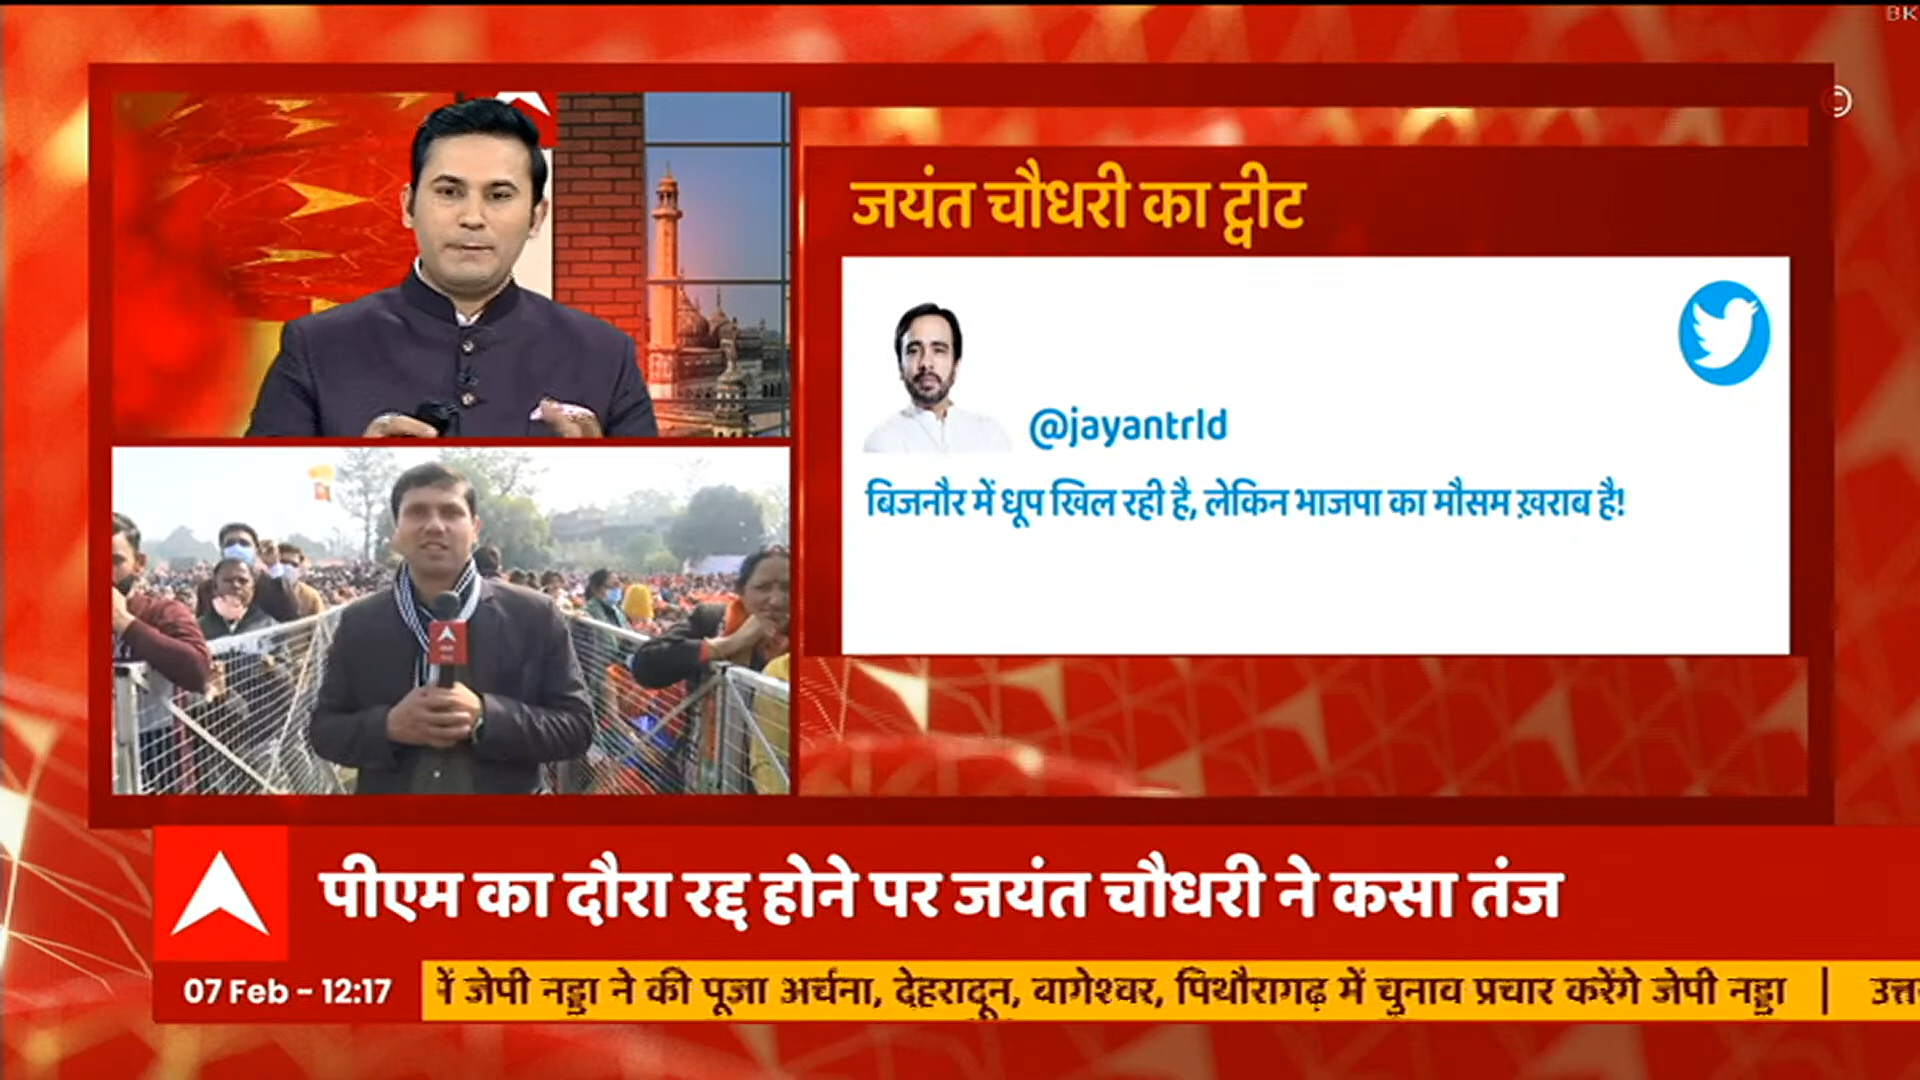 BK
©
जयंत चौधरी का ट्वीट
@jayantrld
बिजनौर में धूप खिल रही है, लेकिन भाजपा का मौसम ख़राब है!
पीएम का दौरा रद्द होने पर जयंत चौधरी ने कसा तंज
07 Feb - 12:17
में जेपी नड्डा ने की पूजा अर्चना, देहरादून, वागेश्वर, पिथौरागढ़ में चुनाव प्रचार करेंगे जेपी नड्डा |